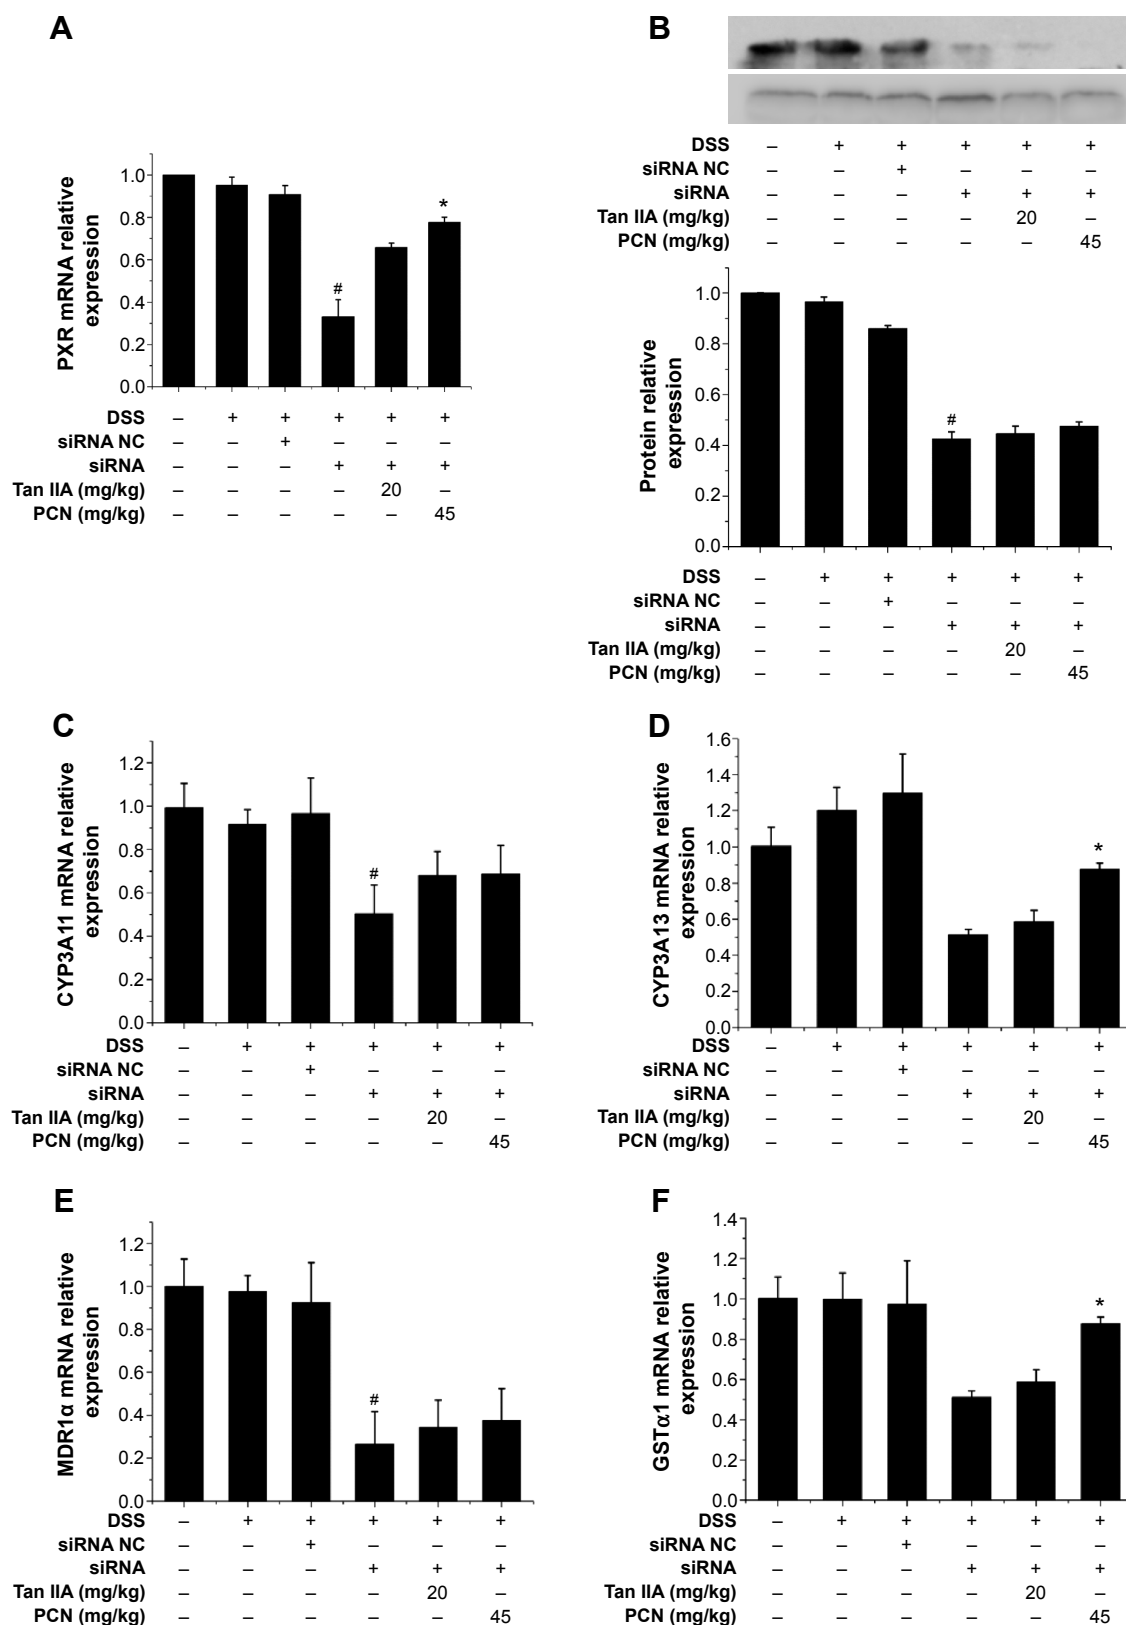 A
PXR mRNA relative
expression
1.0
0.8
0.6
0.4
0.2
0.0
#
*
DSS – + + + + +
siRNA NC – – + – – –
siRNA – – – + + +
Tan IIA (mg/kg) – – – – 20 –
PCN (mg/kg) – – – – – 45
B
DSS – + + + + +
siRNA NC – – + – – –
siRNA – – – + + +
Tan IIA (mg/kg) – – – – 20 –
PCN (mg/kg) – – – – – 45
Protein relative
expression
1.0
0.8
0.6
0.4
0.2
0.0
#
DSS – + + + + +
siRNA NC – – + – – –
siRNA – – – + + +
Tan IIA (mg/kg) – – – – 20 –
PCN (mg/kg) – – – – – 45
C
CYP3A11 mRNA relative
expression
1.2
1.0
0.8
0.6
0.4
0.2
0.0
#
DSS – + + + + +
siRNA NC – – + – – –
siRNA – – – + + +
Tan IIA (mg/kg) – – – – 20 –
PCN (mg/kg) – – – – – 45
D
CYP3A13 mRNA relative
expression
1.6
1.4
1.2
1.0
0.8
0.6
0.4
0.2
0.0
*
DSS – + + + + +
siRNA NC – – + – – –
siRNA – – – + + +
Tan IIA (mg/kg) – – – – 20 –
PCN (mg/kg) – – – – – 45
E
MDR1α mRNA relative
expression
1.2
1.0
0.8
0.6
0.4
0.2
0.0
#
DSS – + + + + +
siRNA NC – – + – – –
siRNA – – – + + +
Tan IIA (mg/kg) – – – – 20 –
PCN (mg/kg) – – – – – 45
F
GSTα1 mRNA relative
expression
1.4
1.2
1.0
0.8
0.6
0.4
0.2
0.0
*
DSS – + + + + +
siRNA NC – – + – – –
siRNA – – – + + +
Tan IIA (mg/kg) – – – – 20 –
PCN (mg/kg) – – – – – 45